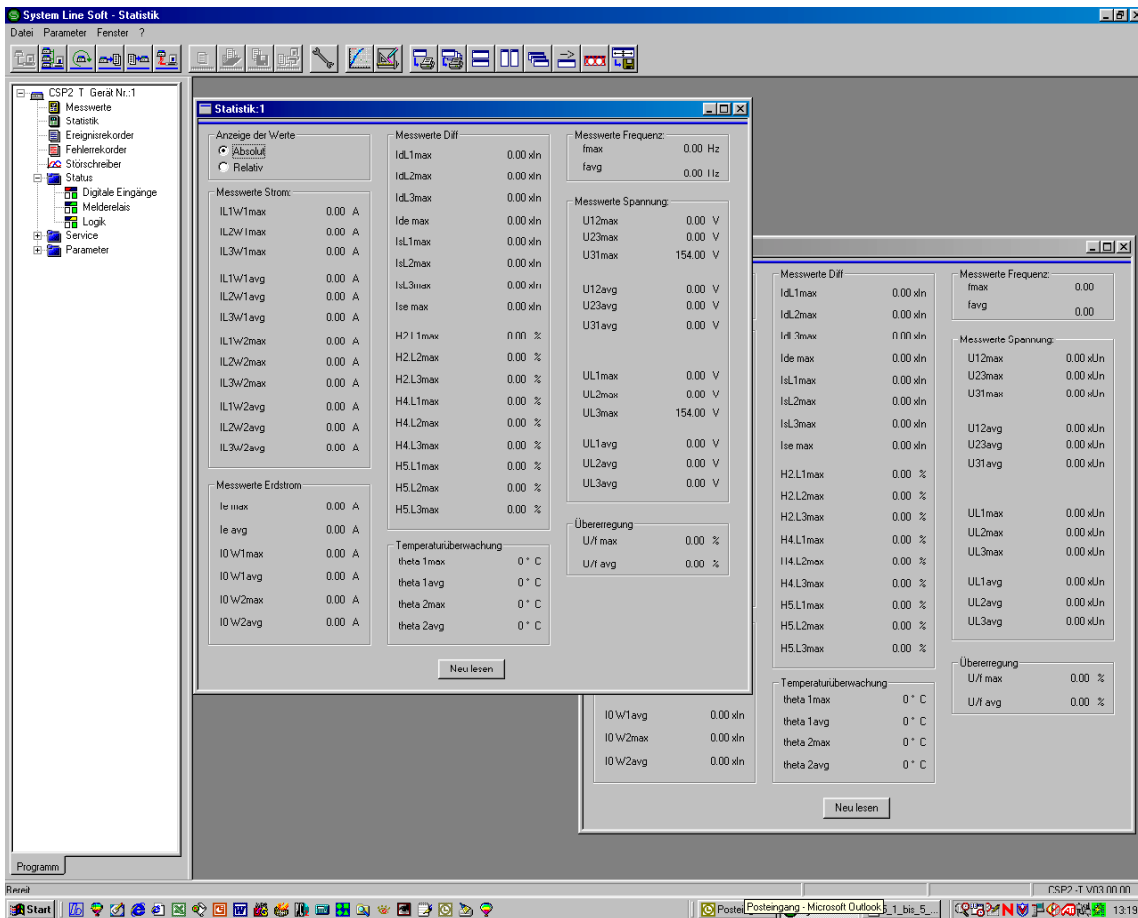 System Line Soft - Statistik
Datei Parameter Fenster ?
CSP2 T Gerät Nr.:1
Messwerte
Statistik
Ereignisrekorder
Fehlerrekorder
Störschreiber
Status
Digitale Eingänge
Melderelais
Logik
Service
Parameter
Programm
Statistik:1
Anzeige der Werte
Absolut
Relativ
Messwerte Strom:
IL1W1max 0.00 A
IL2W1max 0.00 A
IL3W1max 0.00 A
IL1W1avg 0.00 A
IL2W1avg 0.00 A
IL3W1avg 0.00 A
IL1W2max 0.00 A
IL2W2max 0.00 A
IL3W2max 0.00 A
IL1W2avg 0.00 A
IL2W2avg 0.00 A
IL3W2avg 0.00 A
Messwerte Erdstrom
Ie max 0.00 A
Ie avg 0.00 A
I0 W1max 0.00 A
I0 W1avg 0.00 A
I0 W2max 0.00 A
I0 W2avg 0.00 A
Messwerte Diff
IdL1max 0.00 xIn
IdL2max 0.00 xIn
IdL3max 0.00 xIn
Ide max 0.00 xIn
IsL1max 0.00 xIn
IsL2max 0.00 xIn
IsL3max 0.00 xIn
Ise max 0.00 xIn
H2.L1max 0.00 %
H2.L2max 0.00 %
H2.L3max 0.00 %
H4.L1max 0.00 %
H4.L2max 0.00 %
H4.L3max 0.00 %
H5.L1max 0.00 %
H5.L2max 0.00 %
H5.L3max 0.00 %
Temperaturüberwachung
theta 1max 0 ° C
theta 1avg 0 ° C
theta 2max 0 ° C
theta 2avg 0 ° C
Messwerte Frequenz:
fmax 0.00 Hz
favg 0.00 Hz
Messwerte Spannung:
U12max 0.00 V
U23max 0.00 V
U31max 154.00 V
U12avg 0.00 V
U23avg 0.00 V
U31avg 0.00 V
UL1max 0.00 V
UL2max 0.00 V
UL3max 154.00 V
UL1avg 0.00 V
UL2avg 0.00 V
UL3avg 0.00 V
Übererregung
U/f max 0.00 %
U/f avg 0.00 %
Neu lesen
I0 W1avg 0.00 xIn
I0 W2max 0.00 xIn
I0 W2avg 0.00 xIn
Messwerte Diff
IdL1max 0.00 xIn
IdL2max 0.00 xIn
IdL3max 0.00 xIn
Ide max 0.00 xIn
IsL1max 0.00 xIn
IsL2max 0.00 xIn
IsL3max 0.00 xIn
Ise max 0.00 xIn
H2.L1max 0.00 %
H2.L2max 0.00 %
H2.L3max 0.00 %
H4.L1max 0.00 %
H4.L2max 0.00 %
H4.L3max 0.00 %
H5.L1max 0.00 %
H5.L2max 0.00 %
H5.L3max 0.00 %
Temperaturüberwachung
theta 1max 0 ° C
theta 1avg 0 ° C
theta 2max 0 ° C
theta 2avg 0 ° C
Messwerte Frequenz:
fmax 0.00
favg 0.00
Messwerte Spannung:
U12max 0.00 xUn
U23max 0.00 xUn
U31max 0.00 xUn
U12avg 0.00 xUn
U23avg 0.00 xUn
U31avg 0.00 xUn
UL1max 0.00 xUn
UL2max 0.00 xUn
UL3max 0.00 xUn
UL1avg 0.00 xUn
UL2avg 0.00 xUn
UL3avg 0.00 xUn
Übererregung
U/f max 0.00 %
U/f avg 0.00 %
Neu lesen
Bereit CSP2 -T V03.00.00
Start Postei Posteingang - Microsoft Outlook 5_1_bis_5_... 13:19